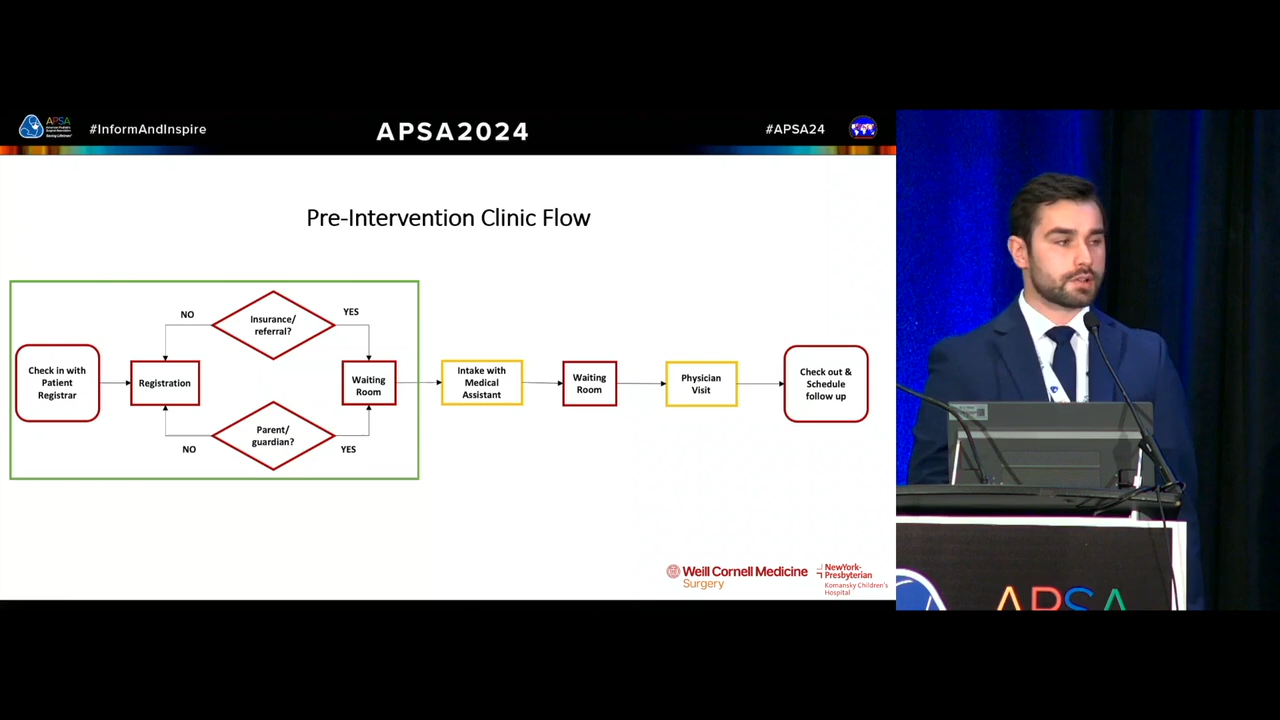 APSA
#InformAndInspire
APSA2024
#APSA24
Pre-Intervention Clinic Flow
Check in with
Patient
Registrar
Registration
NO
Insurance/
referral?
YES
NO
Parent/
guardian?
YES
Waiting
Room
Intake with
Medical
Assistant
Waiting
Room
Physician
Visit
Check out &
Schedule
follow up
Weill Cornell Medicine
Surgery
NewYork-
Presbyterian
Komansky Children's
Hospital
APSA